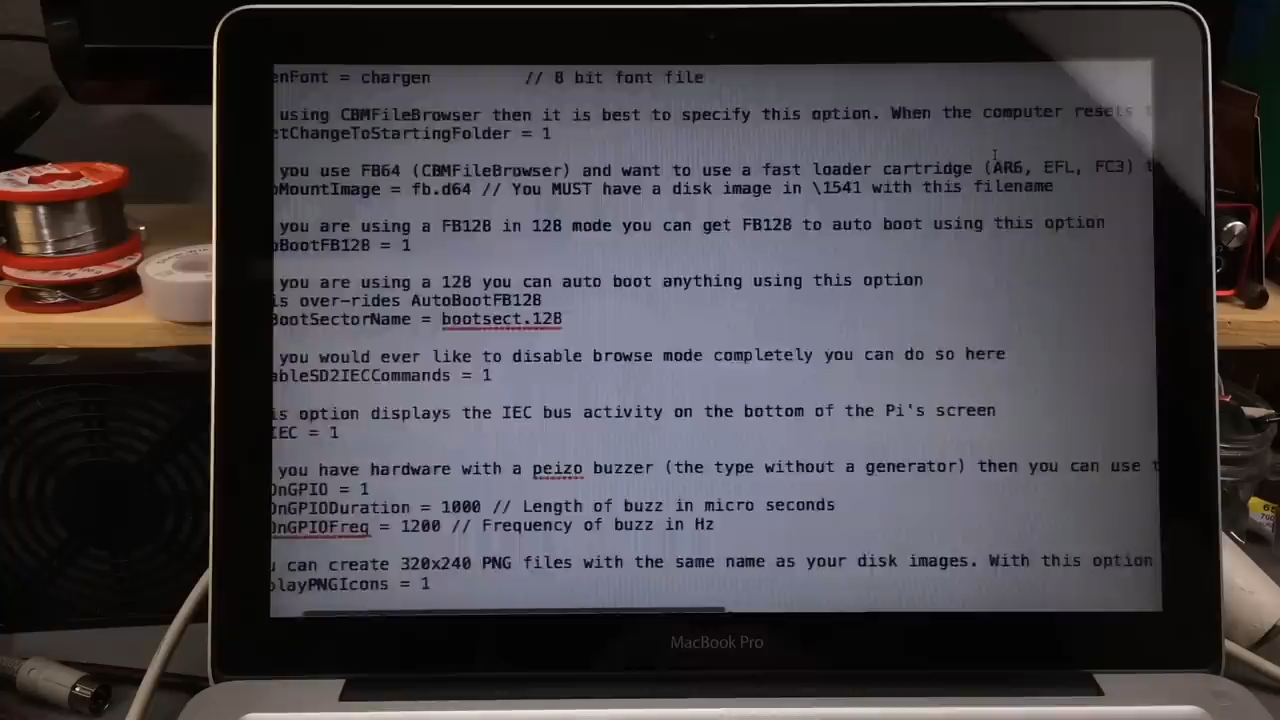 enFont = chargen // 8 bit font file
using CBMFileBrowser then it is best to specify this option. When the computer resets
etChangeToStartingFolder = 1
you use FB64 (CBMFileBrowser) and want to use a fast loader cartridge (AR6, EFL, FC3)
oMountImage = fb.d64 // You MUST have a disk image in \1541 with this filename
you are using a FB128 in 128 mode you can get FB128 to auto boot using this option
oBootFB128 = 1
you are using a 128 you can auto boot anything using this option
is over-rides AutoBootFB128
BootSectorName = bootsect.128
you would ever like to disable browse mode completely you can do so here
ableSD2IECCommands = 1
is option displays the IEC bus activity on the bottom of the Pi's screen
IEC = 1
you have hardware with a peizo buzzer (the type without a generator) then you can use
OnGPIO = 1
OnGPIODuration = 1000 // Length of buzz in micro seconds
OnGPIOFreq = 1200 // Frequency of buzz in Hz
u can create 320x240 PNG files with the same name as your disk images. With this option
playPNGIcons = 1
MacBook Pro